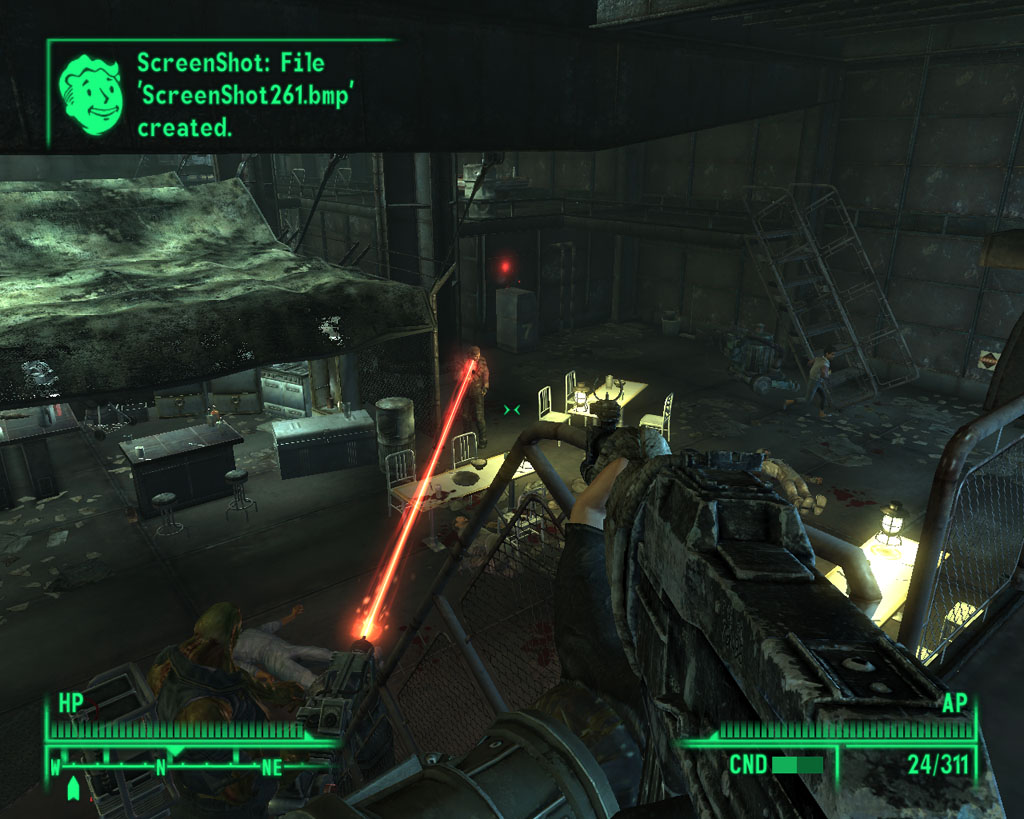 ScreenShot: File
'ScreenShot261.bmp'
created.
7
HP
AP
W N NE
CND 24/311